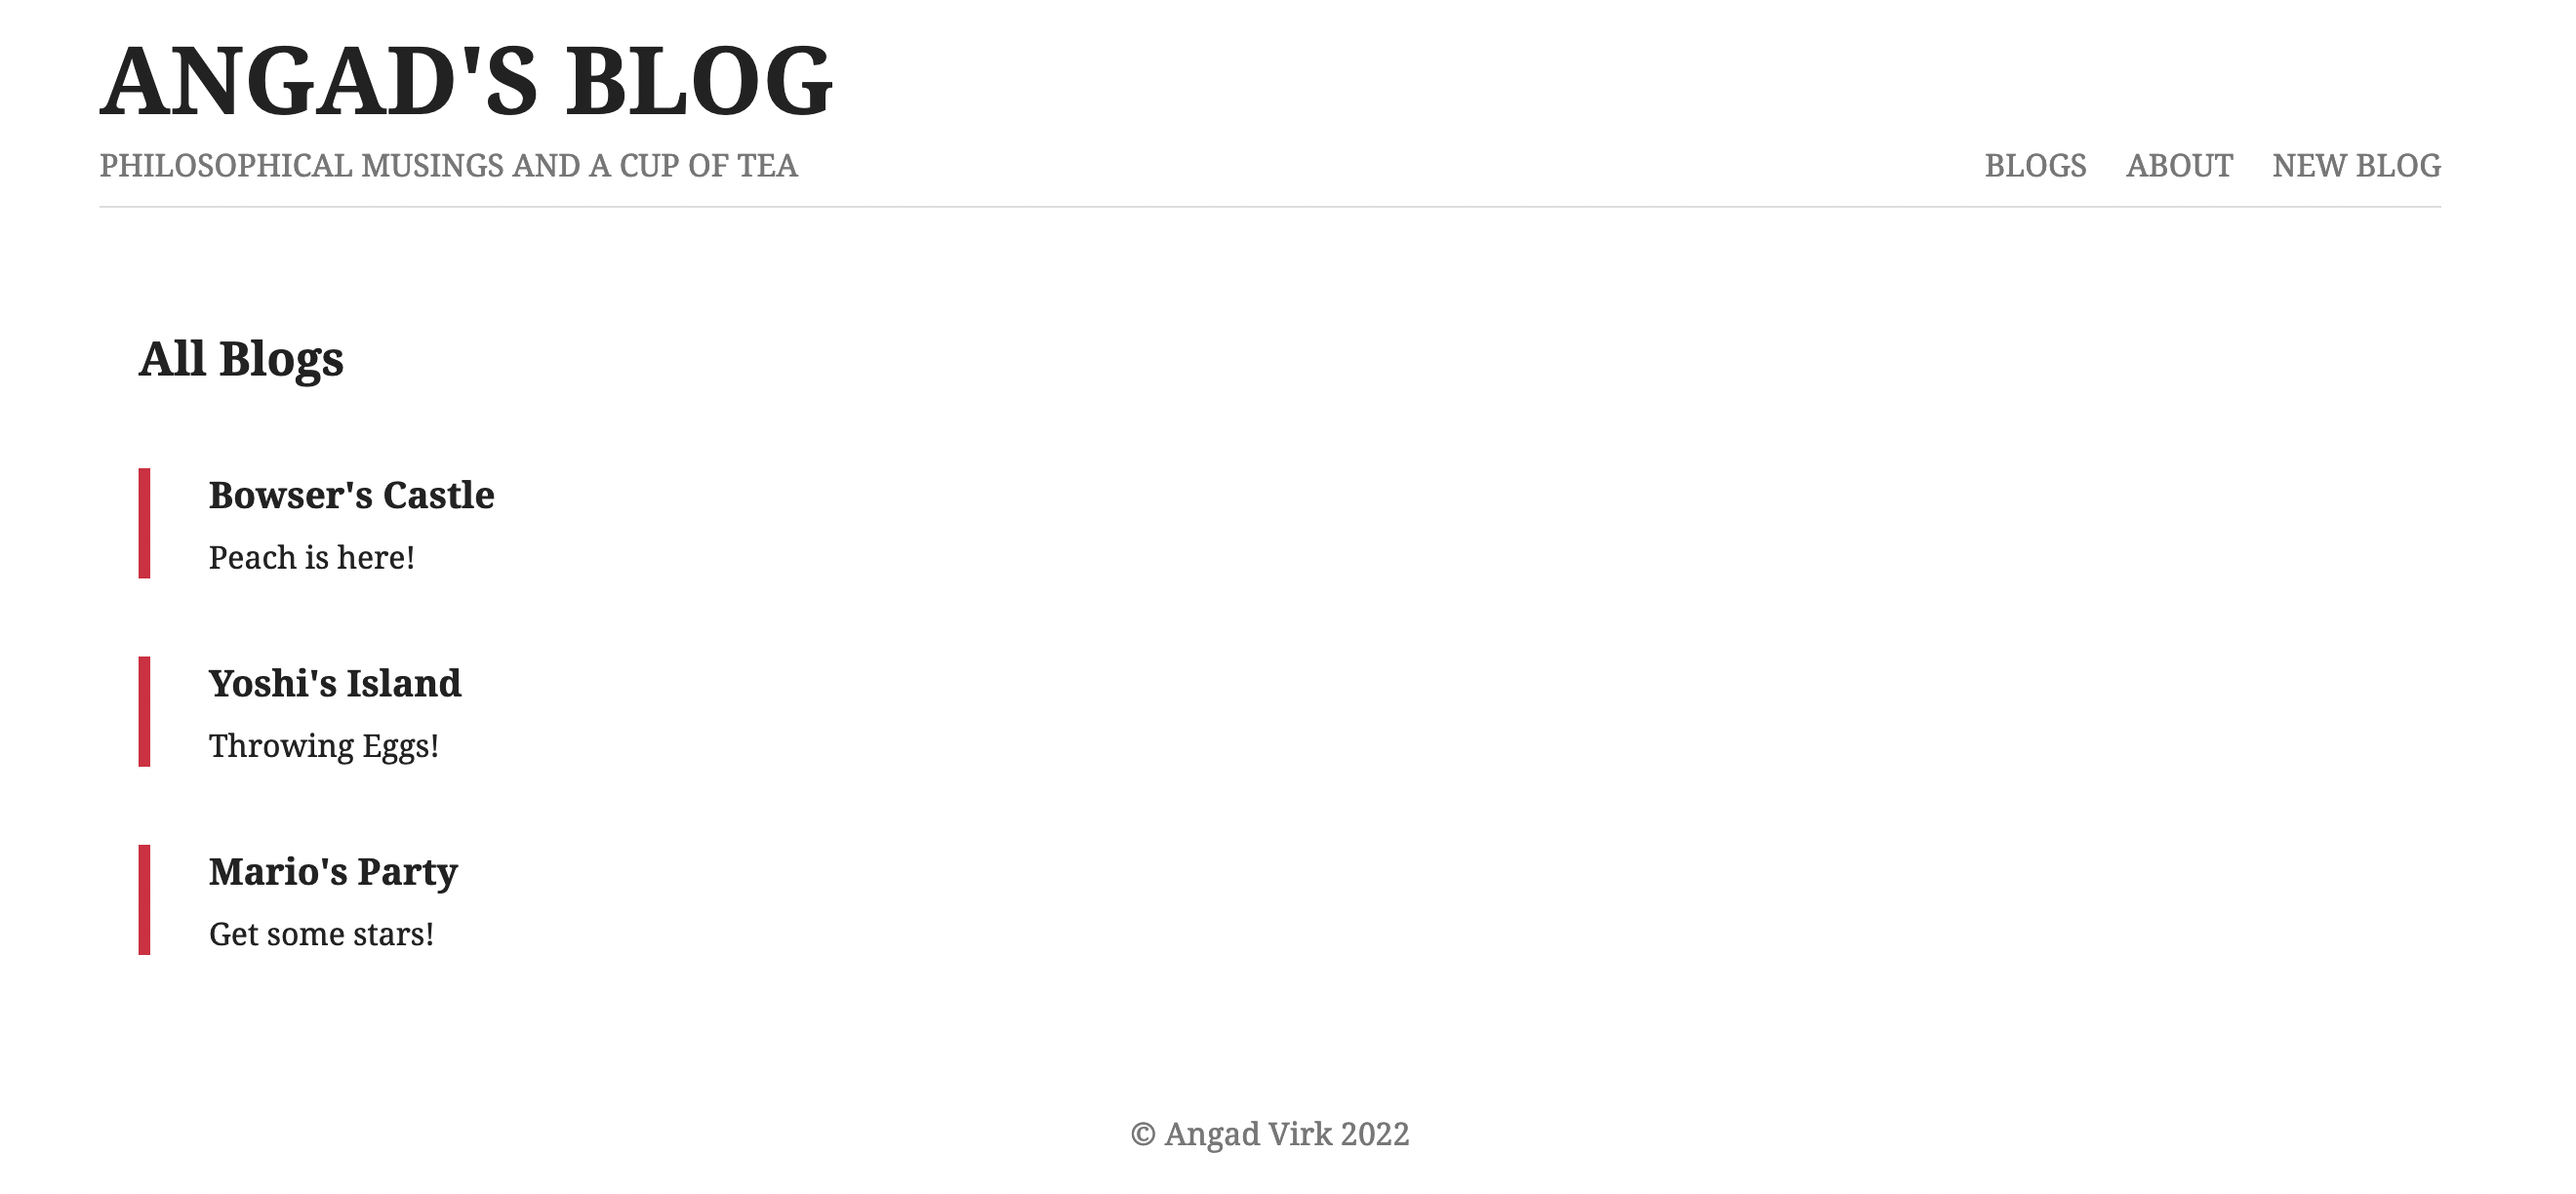 ANGAD'S BLOG
PHILOSOPHICAL MUSINGS AND A CUP OF TEA
BLOGS ABOUT NEW BLOG
All Blogs
Bowser's Castle
Peach is here!
Yoshi's Island
Throwing Eggs!
Mario's Party
Get some stars!
© Angad Virk 2022